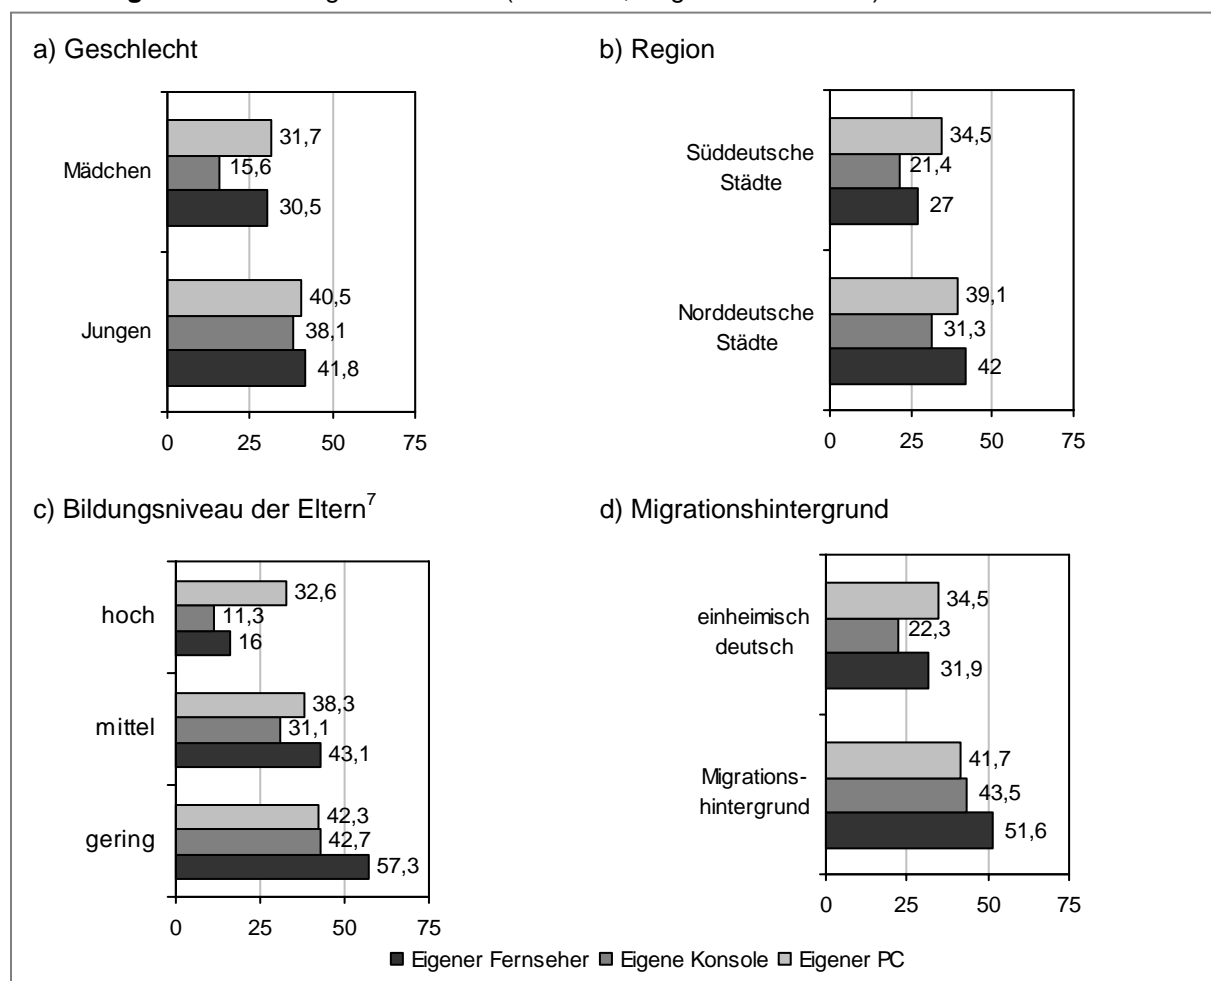 a) Geschlecht
Mädchen
31,7
15,6
30,5
Jungen
40,5
38,1
41,8
0 25 50 75
b) Region
Süddeutsche
Städte
34,5
21,4
27
Norddeutsche
Städte
39,1
31,3
42
0 25 50 75
c) Bildungsniveau der Eltern7
hoch
32,6
11,3
16
mittel
38,3
31,1
43,1
gering
42,3
42,7
57,3
0 25 50 75
d) Migrationshintergrund
einheimisch
deutsch
34,5
22,3
31,9
Migrations-
hintergrund
41,7
43,5
51,6
0 25 50 75
Eigener Fernseher Eigene Konsole Eigener PC